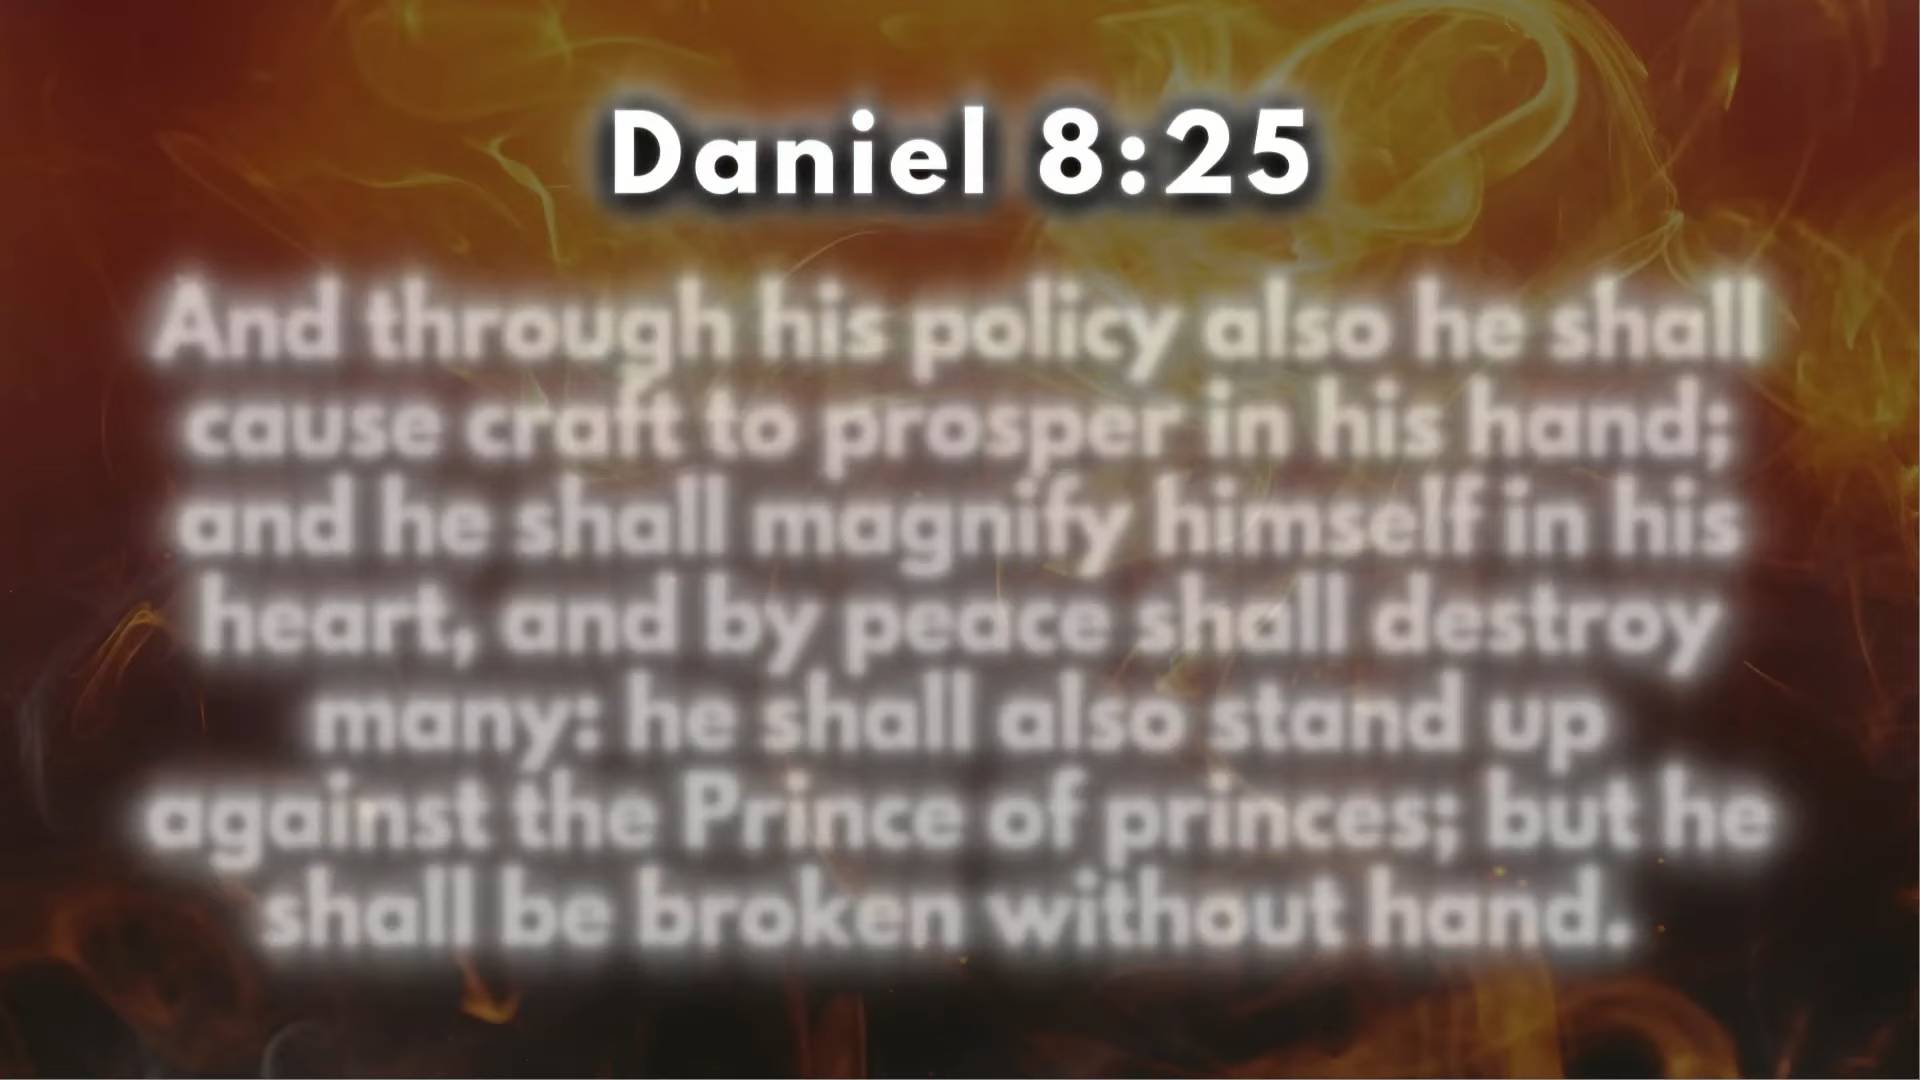 Daniel 8:25
And through his policy also he shall
cause craft to prosper in his hand;
and he shall magnify himself in his
heart, and by peace shall destroy
many: he shall also stand up
against the Prince of princes; but he
shall be broken without hand.